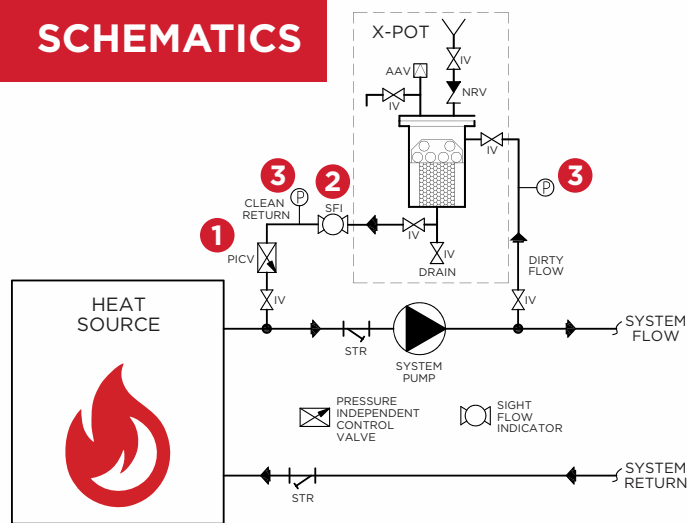 SCHEMATICS
X-POT
IV
AAV
NRV
IV
IV
3
2
3
P
P
CLEAN
RETURN
SFI
1
PICV
IV
IV
DRAIN
DIRTY
FLOW
IV
IV
HEAT
SOURCE
SYSTEM
FLOW
STR
SYSTEM
PUMP
PRESSURE
INDEPENDENT
CONTROL
VALVE
SIGHT
FLOW
INDICATOR
SYSTEM
RETURN
STR